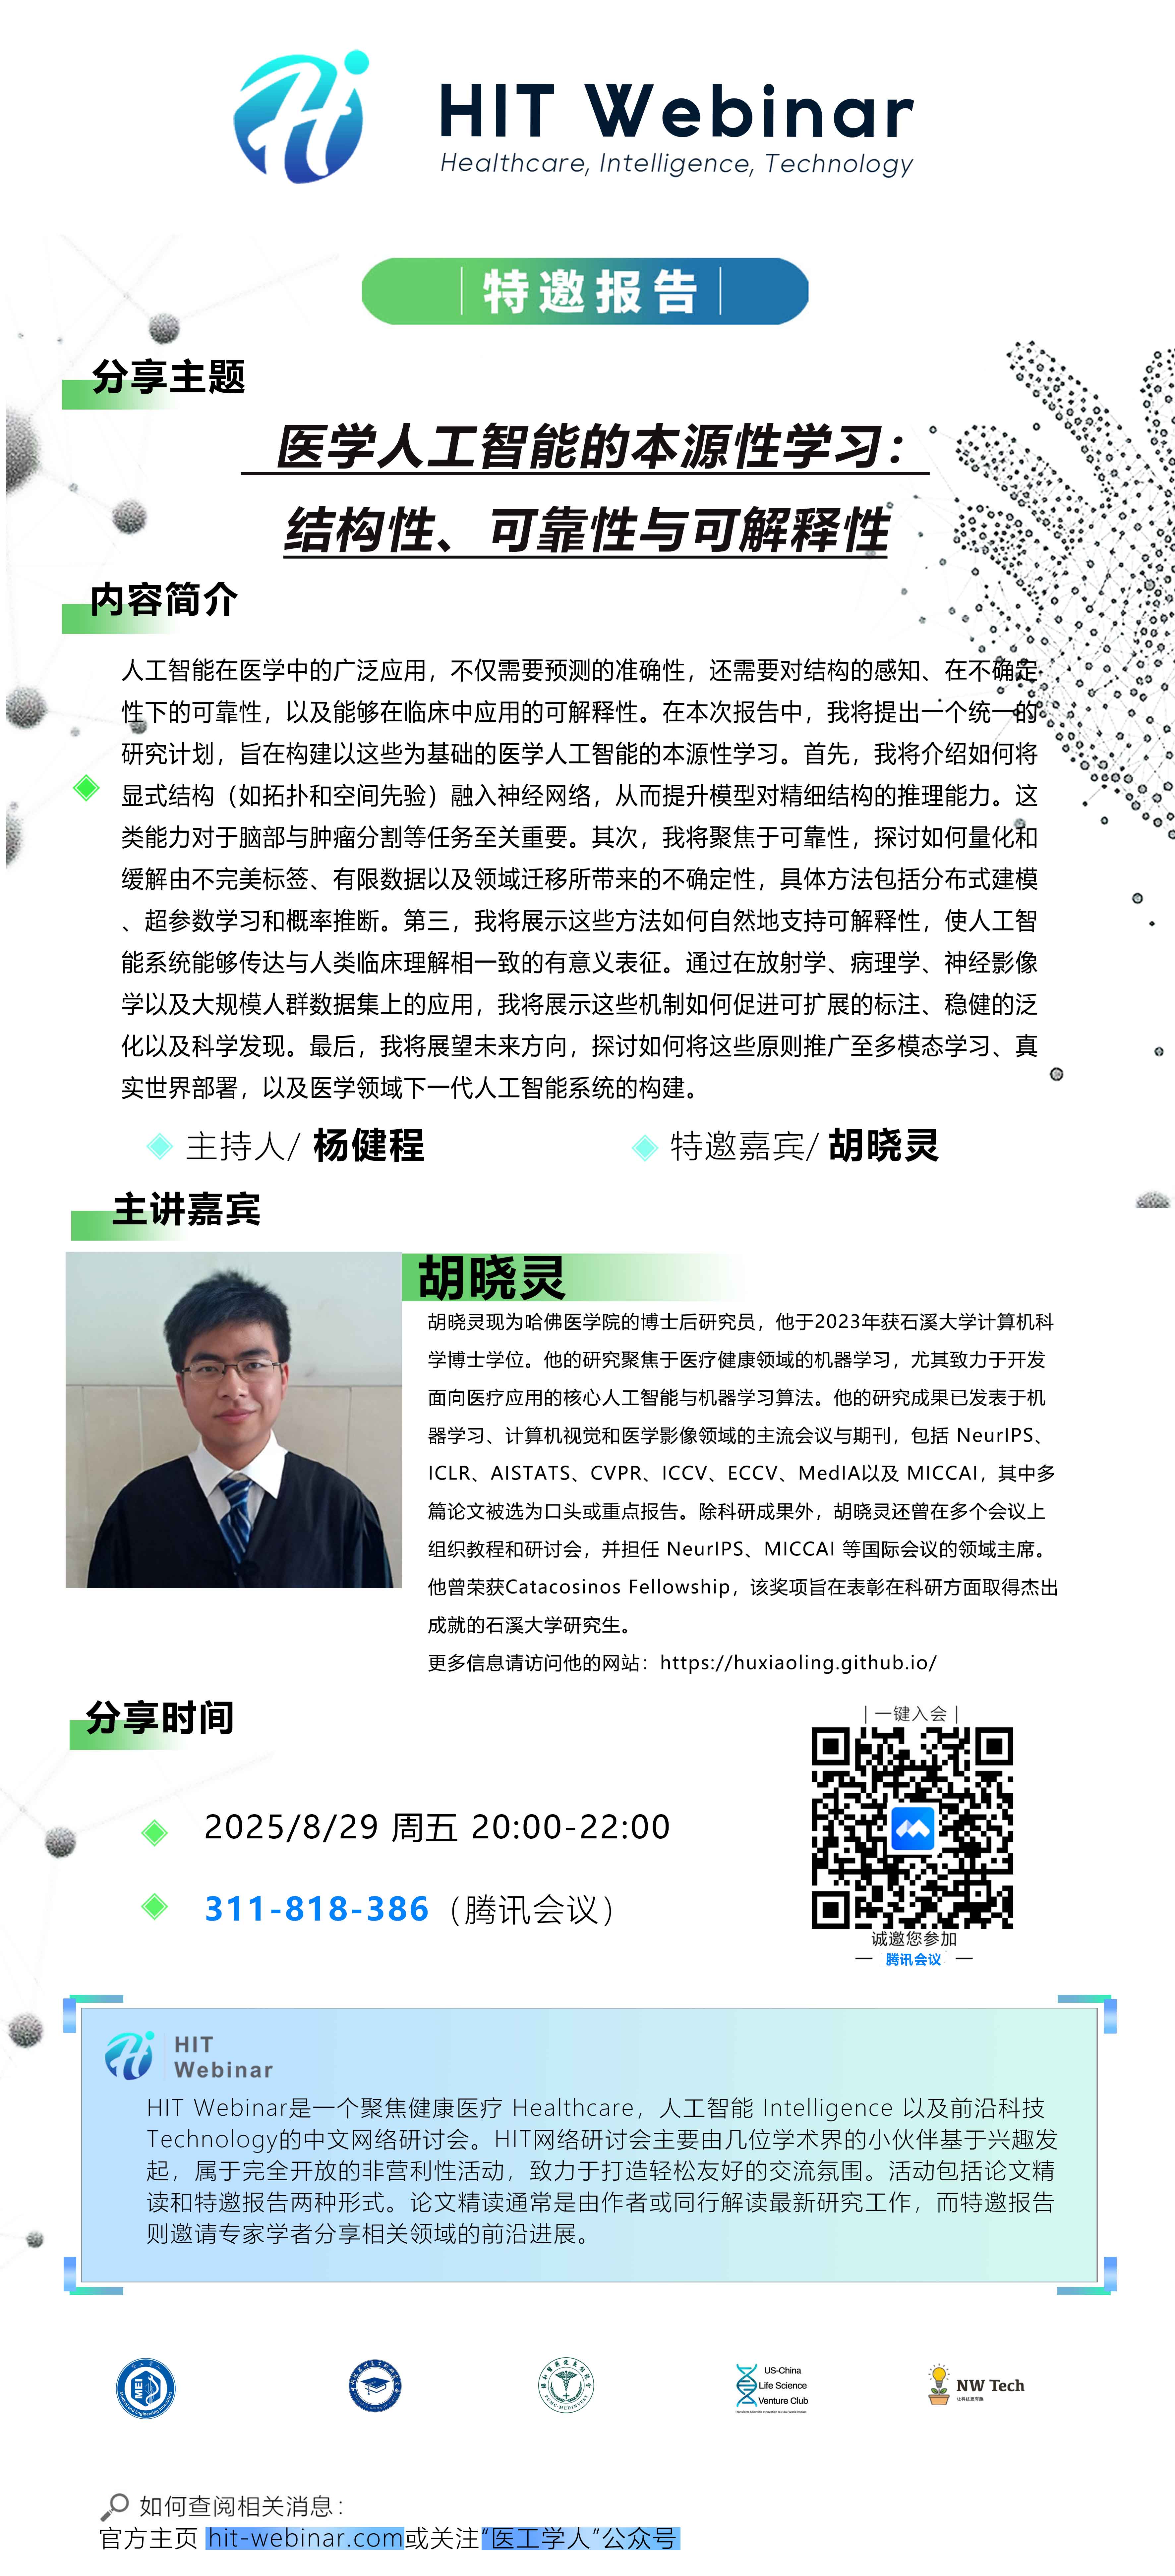 HIT Webinar
Healthcare, Intelligence, Technology
特邀报告
分享主题
医学人工智能的本源性学习：
结构性、可靠性与可解释性
内容简介
人工智能在医学中的广泛应用，不仅需要预测的准确性，还需要对结构的感知、在不确定
性下的可靠性，以及能够在临床中应用的可解释性。在本次报告中，我将提出一个统一的
研究计划，旨在构建以这些为基础的医学人工智能的本源性学习。首先，我将介绍如何将
显式结构（如拓扑和空间先验）融入神经网络，从而提升模型对精细结构的推理能力。这
类能力对于脑部与肿瘤分割等任务至关重要。其次，我将聚焦于可靠性，探讨如何量化和
缓解由不完美标签、有限数据以及领域迁移所带来的不确定性，具体方法包括分布式建模
、超参数学习和概率推断。第三，我将展示这些方法如何自然地支持可解释性，使人工智
能系统能够传达与人类临床理解相一致的有意义表征。通过在放射学、病理学、神经影像
学以及大规模人群数据集上的应用，我将展示这些机制如何促进可扩展的标注、稳健的泛
化以及科学发现。最后，我将展望未来方向，探讨如何将这些原则推广至多模态学习、真
实世界部署，以及医学领域下一代人工智能系统的构建。
主持人/ 杨健程
特邀嘉宾/ 胡晓灵
主讲嘉宾
胡晓灵
胡晓灵现为哈佛医学院的博士后研究员，他于2023年获石溪大学计算机科
学博士学位。他的研究聚焦于医疗健康领域的机器学习，尤其致力于开发
面向医疗应用的核心人工智能与机器学习算法。他的研究成果已发表于机
器学习、计算机视觉和医学影像领域的主流会议与期刊，包括 NeurIPS、
ICLR、AISTATS、CVPR、ICCV、ECCV、MedIA以及 MICCAI，其中多
篇论文被选为口头或重点报告。除科研成果外，胡晓灵还曾在多个会议上
组织教程和研讨会，并担任 NeurIPS、MICCAI 等国际会议的领域主席。
他曾荣获Catacosinos Fellowship，该奖项旨在表彰在科研方面取得杰出
成就的石溪大学研究生。
更多信息请访问他的网站：https://huxiaoling.github.io/
分享时间
2025/8/29 周五 20:00-22:00
311-818-386（腾讯会议）
| 一键入会 |
诚邀您参加
腾讯会议
HIT
Webinar
HIT Webinar是一个聚焦健康医疗 Healthcare，人工智能 Intelligence 以及前沿科技
Technology的中文网络研讨会。HIT网络研讨会主要由几位学术界的小伙伴基于兴趣发
起，属于完全开放的非营利性活动，致力于打造轻松友好的交流氛围。活动包括论文精
读和特邀报告两种形式。论文精读通常是由作者或同行解读最新研究工作，而特邀报告
则邀请专家学者分享相关领域的前沿进展。
MEI
US-China
Life Science
Venture Club
NW Tech
让科技更有趣
如何查阅相关消息：
官方主页 hit-webinar.com或关注“医工学人”公众号